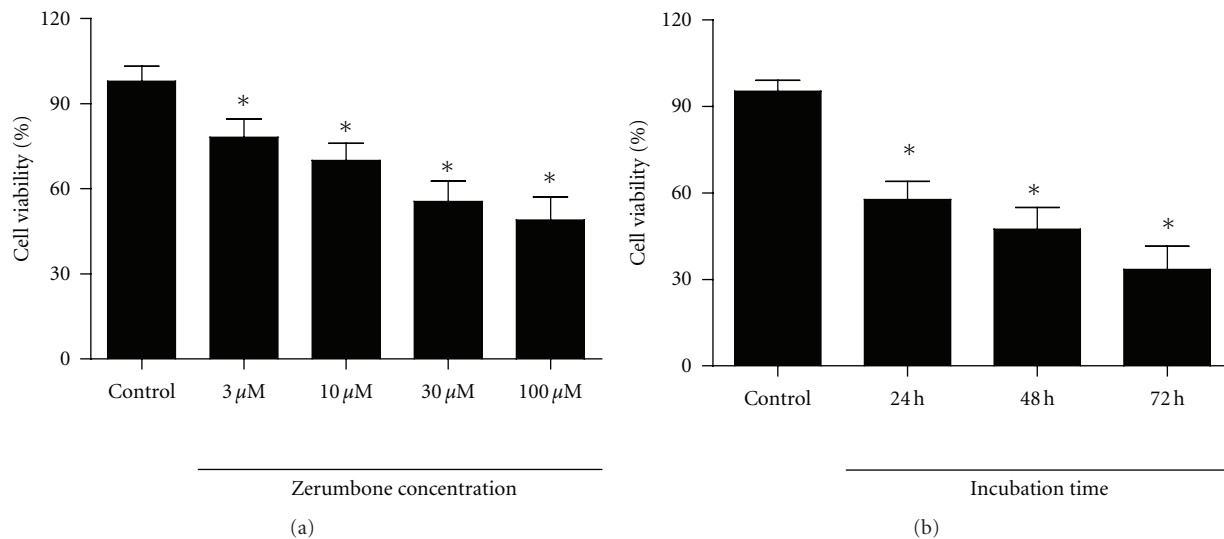 120
90
60
30
0
Cell viability (%)
*
*
*
*
Control
3 μM
10 μM
30 μM
100 μM
Zerumbone concentration
(a)
120
90
60
30
0
Cell viability (%)
*
*
*
Control
24 h
48 h
72 h
Incubation time
(b)